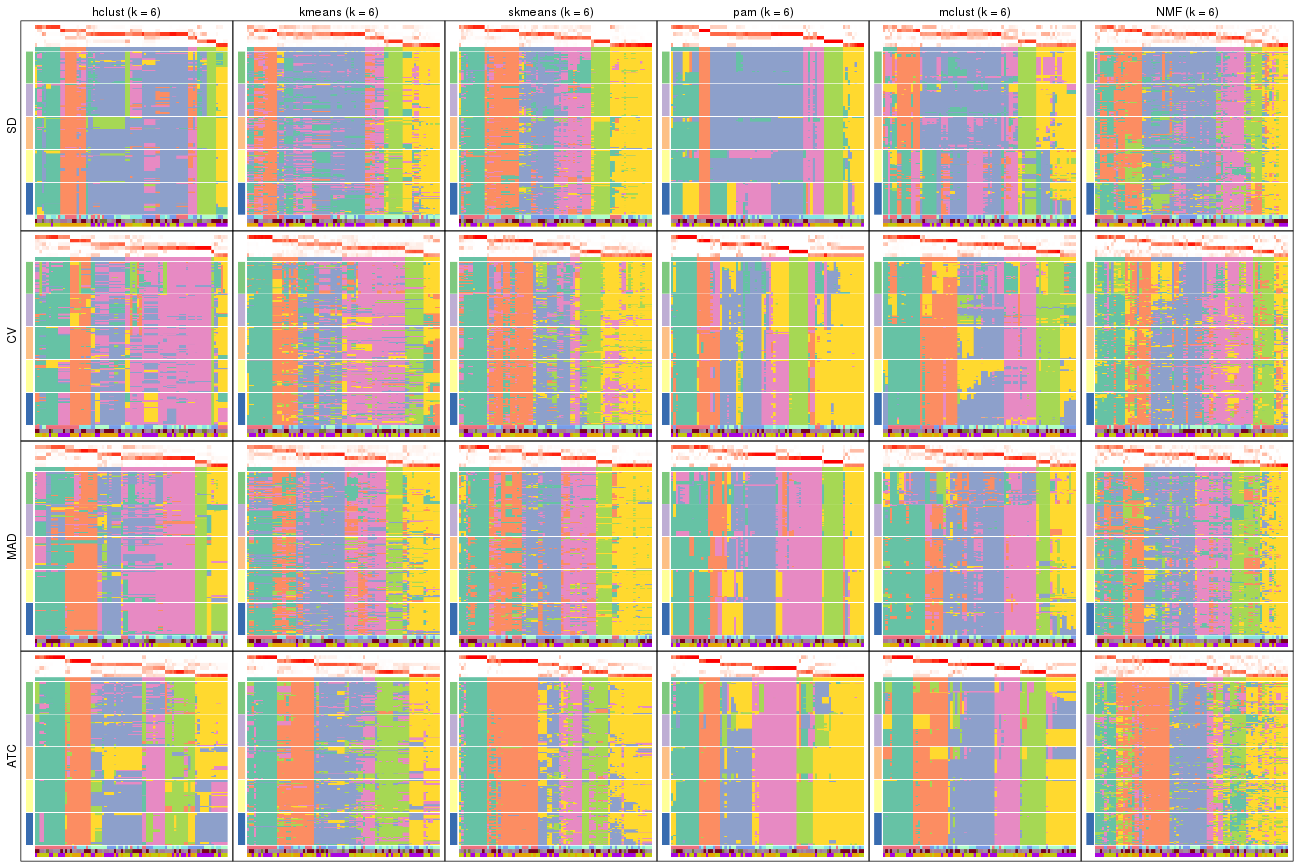 hclust (k = 6) kmeans (k = 6) skmeans (k = 6) pam (k = 6) mclust (k = 6) NMF (k = 6)
SD
CV
MAD
ATC